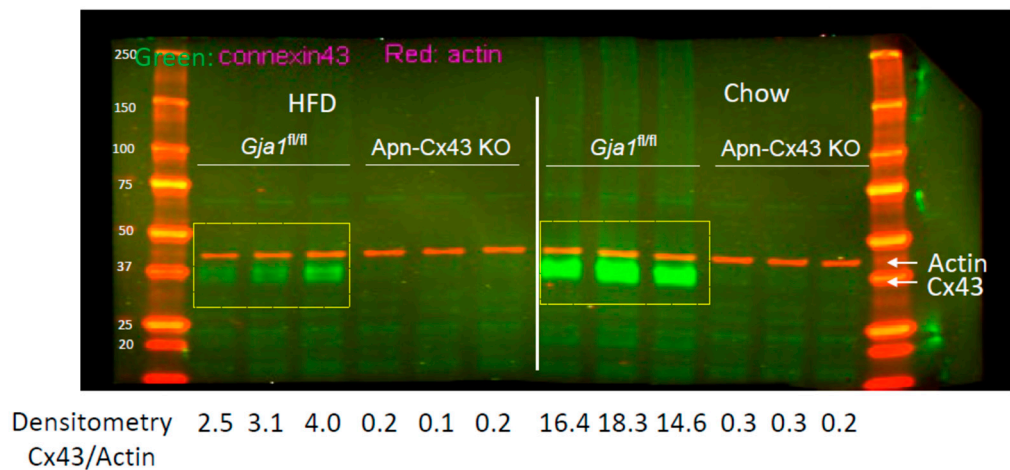 Green: connexin43 Red: actin
HFD Chow
Gja1fl/fl Apn-Cx43 KO Gja1fl/fl Apn-Cx43 KO
250
150
100
75
50
37
25
20
Actin
Cx43
Densitometry 2.5 3.1 4.0 0.2 0.1 0.2 16.4 18.3 14.6 0.3 0.3 0.2
Cx43/Actin